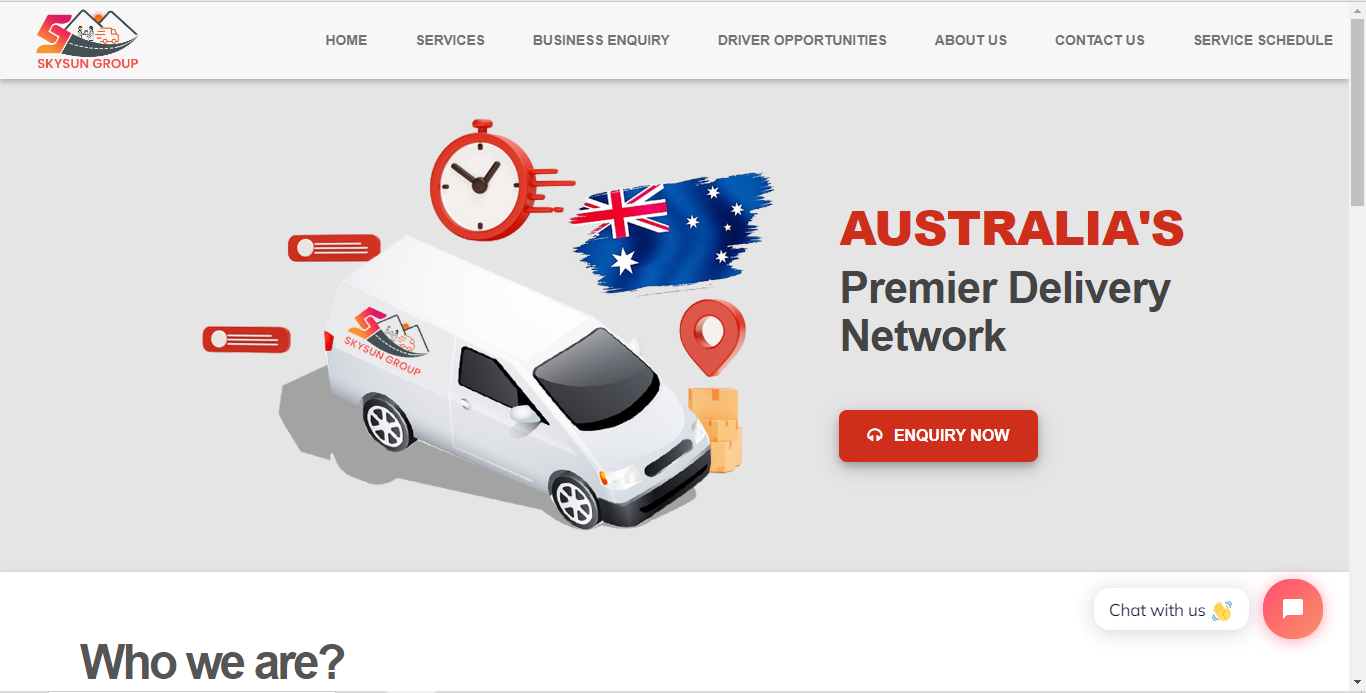 SKYSUN GROUP
HOME
SERVICES
BUSINESS ENQUIRY
DRIVER OPPORTUNITIES
ABOUT US
CONTACT US
SERVICE SCHEDULE
SKYSUN GROUP
AUSTRALIA'S
Premier Delivery
Network
ENQUIRY NOW
Chat with us 👋
Who we are?